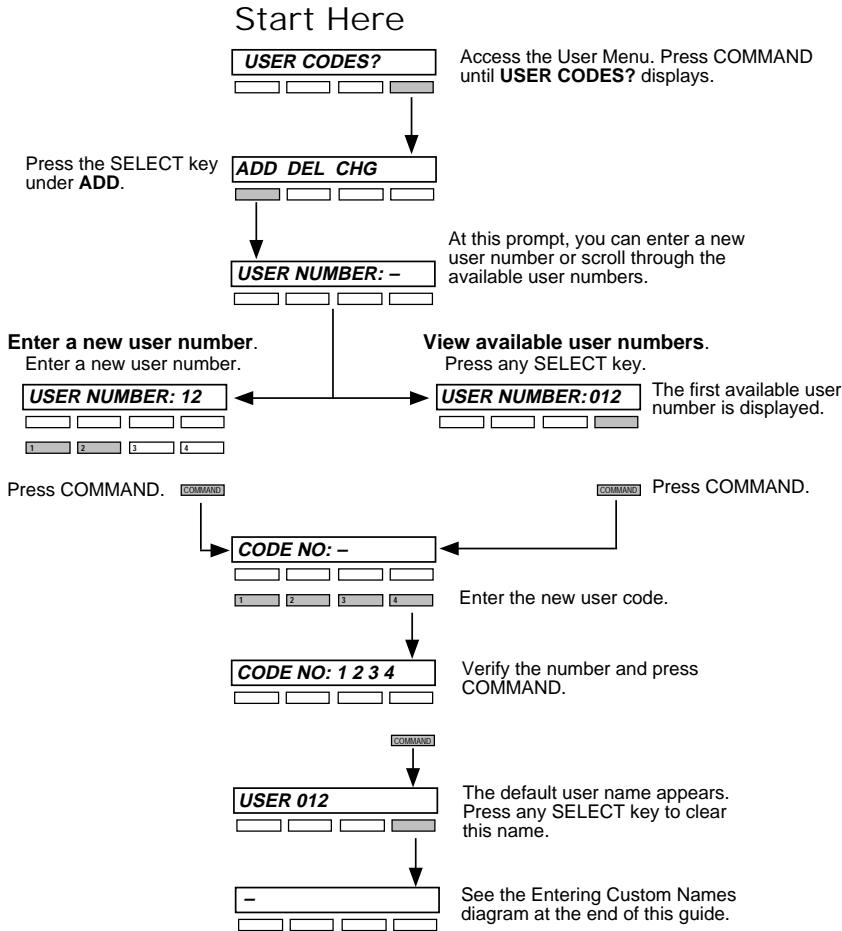 Start Here
USER CODES?
Access the User Menu. Press COMMAND
until USER CODES? displays.
Press the SELECT key
under ADD.
ADD DEL CHG
At this prompt, you can enter a new
user number or scroll through the
available user numbers.
USER NUMBER: –
Enter a new user number.
Enter a new user number.
USER NUMBER: 12
1 2 3 4
Press COMMAND. COMMAND
View available user numbers.
Press any SELECT key.
USER NUMBER:012
The first available user
number is displayed.
COMMAND Press COMMAND.
CODE NO: –
1 2 3 4
Enter the new user code.
CODE NO: 1 2 3 4
Verify the number and press
COMMAND.
COMMAND
USER 012
The default user name appears.
Press any SELECT key to clear
this name.
–
See the Entering Custom Names
diagram at the end of this guide.